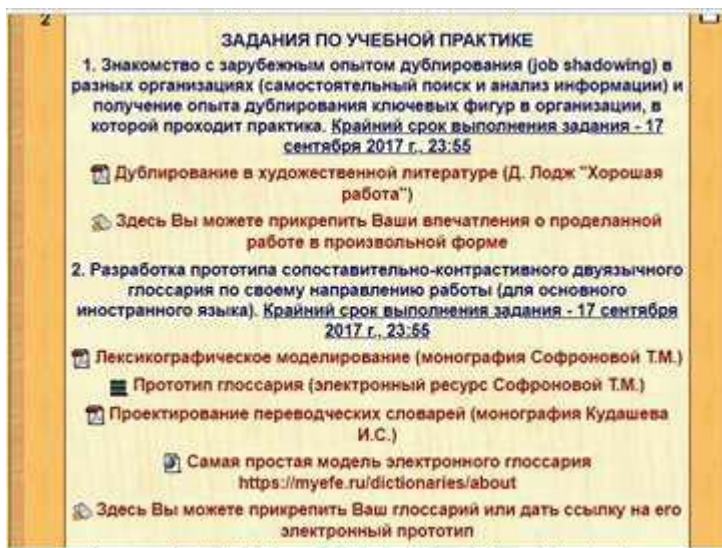 2
ЗАДАНИЯ ПО УЧЕБНОЙ ПРАКТИКЕ
1. Знакомство с зарубежным опытом дублирования (job shadowing) в
разных организациях (самостоятельный поиск и анализ информации) и
получение опыта дублирования ключевых фигур в организации, в
которой проходит практика. Крайний срок выполнения задания - 17
сентября 2017 г., 23:55
Дублирование в художественной литературе (Д. Лодж "Хорошая
работа")
Здесь Вы можете прикрепить Ваши впечатления о проделанной
работе в произвольной форме
2. Разработка прототипа сопоставительно-контрастивного двуязычного
глоссария по своему направлению работы (для основного
иностранного языка). Крайний срок выполнения задания - 17 сентября
2017 г., 23:55
Лексикографическое моделирование (монография Софроновой Т.М.)
Прототип глоссария (электронный ресурс Софроновой Т.М.)
Проектирование переводческих словарей (монография Кудашева
И.С.)
Самая простая модель электронного глоссария
https://myefe.ru/dictionaries/about
Здесь Вы можете прикрепить Ваш глоссарий или дать ссылку на его
электронный прототип